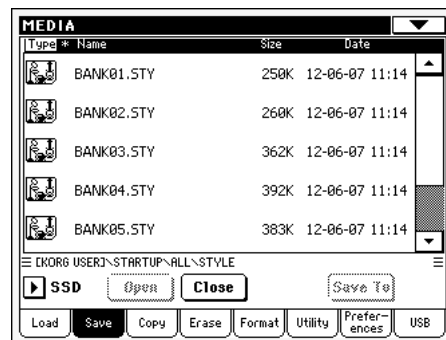 MEDIA
Type * Name Size Date
BANK01.STY 250K 12-06-07 11:14
BANK02.STY 260K 12-06-07 11:14
BANK03.STY 362K 12-06-07 11:14
BANK04.STY 392K 12-06-07 11:14
BANK05.STY 383K 12-06-07 11:14
[KORG USER]\STARTUP\ALL\STYLE
SSD Open Close Save To
Load Save Copy Erase Format Utility Prefer-ences USB